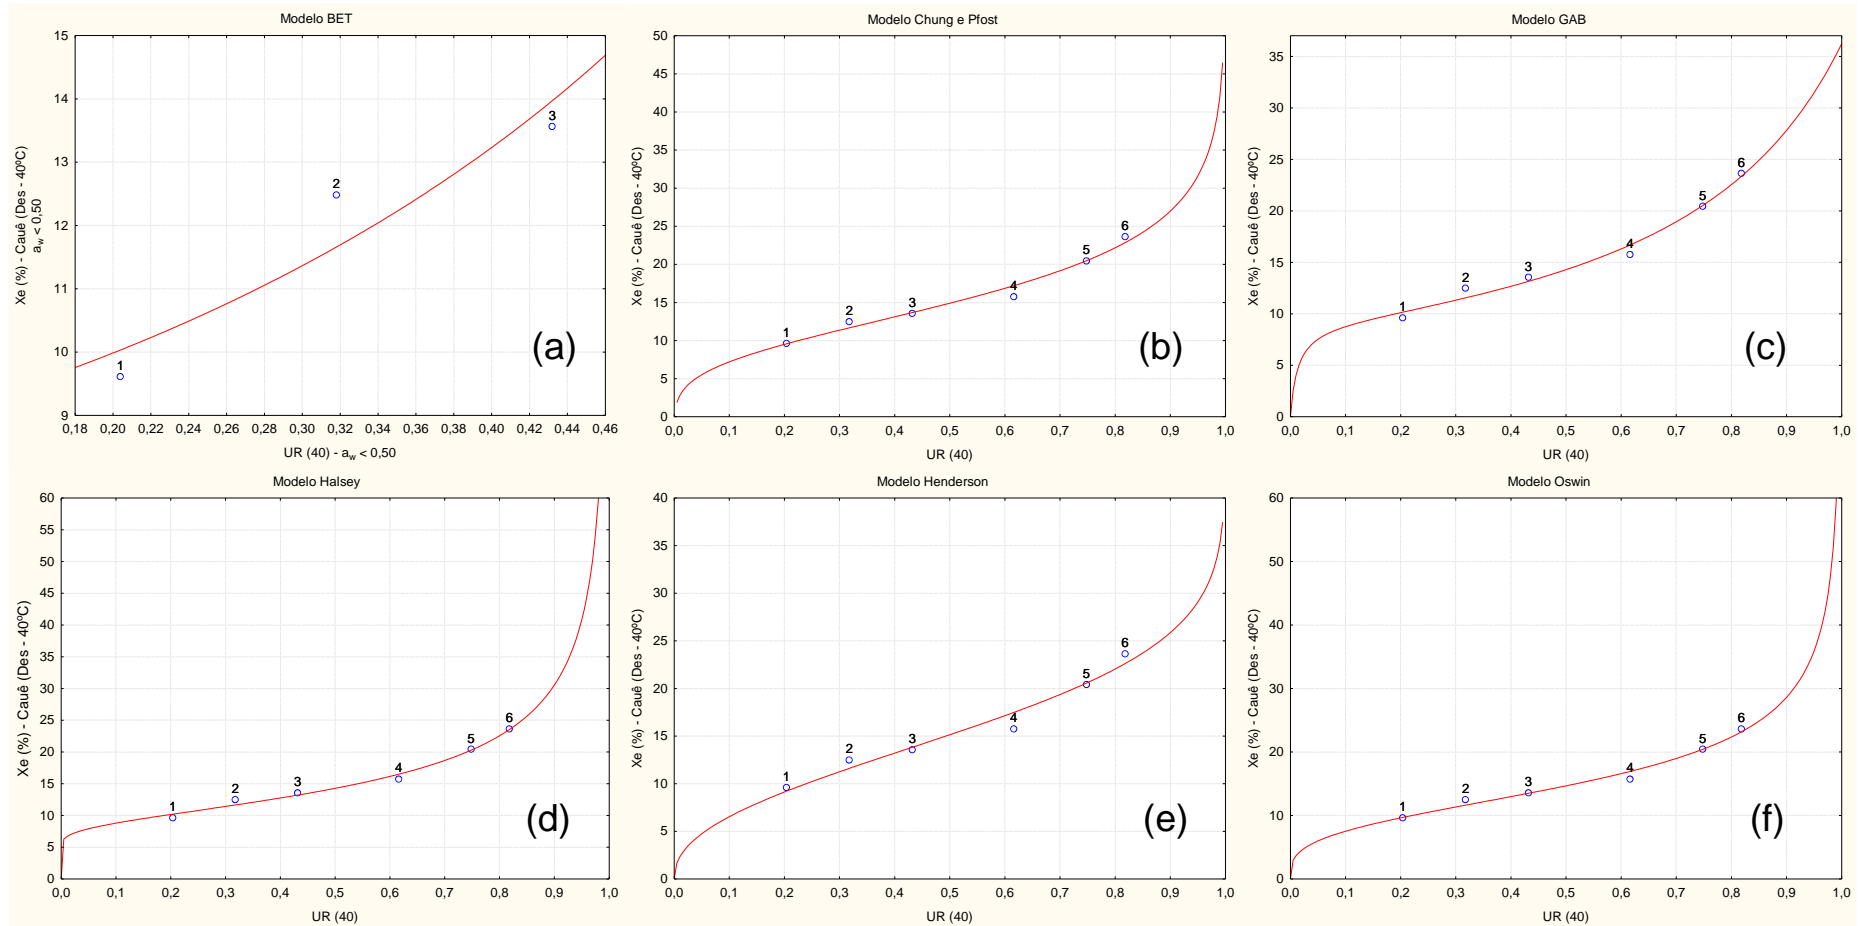 Modelo BET
Xe (%) - Cauê (Des - 40ºC)
a_w < 0,50
15
14
13
12
11
10
9
1
2
3
(a)
0,18 0,20 0,22 0,24 0,26 0,28 0,30 0,32 0,34 0,36 0,38 0,40 0,42 0,44 0,46
UR (40) - a_w < 0,50
Modelo Chung e Pfost
Xe (%) - Cauê (Des - 40ºC)
50
45
40
35
30
25
20
15
10
5
0
1
2
3
4
5
6
(b)
0,0 0,1 0,2 0,3 0,4 0,5 0,6 0,7 0,8 0,9 1,0
UR (40)
Modelo GAB
Xe (%) - Cauê (Des - 40ºC)
35
30
25
20
15
10
5
0
1
2
3
4
5
6
(c)
0,0 0,1 0,2 0,3 0,4 0,5 0,6 0,7 0,8 0,9 1,0
UR (40)
Modelo Halsey
Xe (%) - Cauê (Des - 40ºC)
60
55
50
45
40
35
30
25
20
15
10
5
0
1
2
3
4
5
6
(d)
0,0 0,1 0,2 0,3 0,4 0,5 0,6 0,7 0,8 0,9 1,0
UR (40)
Modelo Henderson
Xe (%) - Cauê (Des - 40ºC)
40
35
30
25
20
15
10
5
0
1
2
3
4
5
6
(e)
0,0 0,1 0,2 0,3 0,4 0,5 0,6 0,7 0,8 0,9 1,0
UR (40)
Modelo Oswin
Xe (%) - Cauê (Des - 40ºC)
60
50
40
30
20
10
0
1
2
3
4
5
6
(f)
0,0 0,1 0,2 0,3 0,4 0,5 0,6 0,7 0,8 0,9 1,0
UR (40)